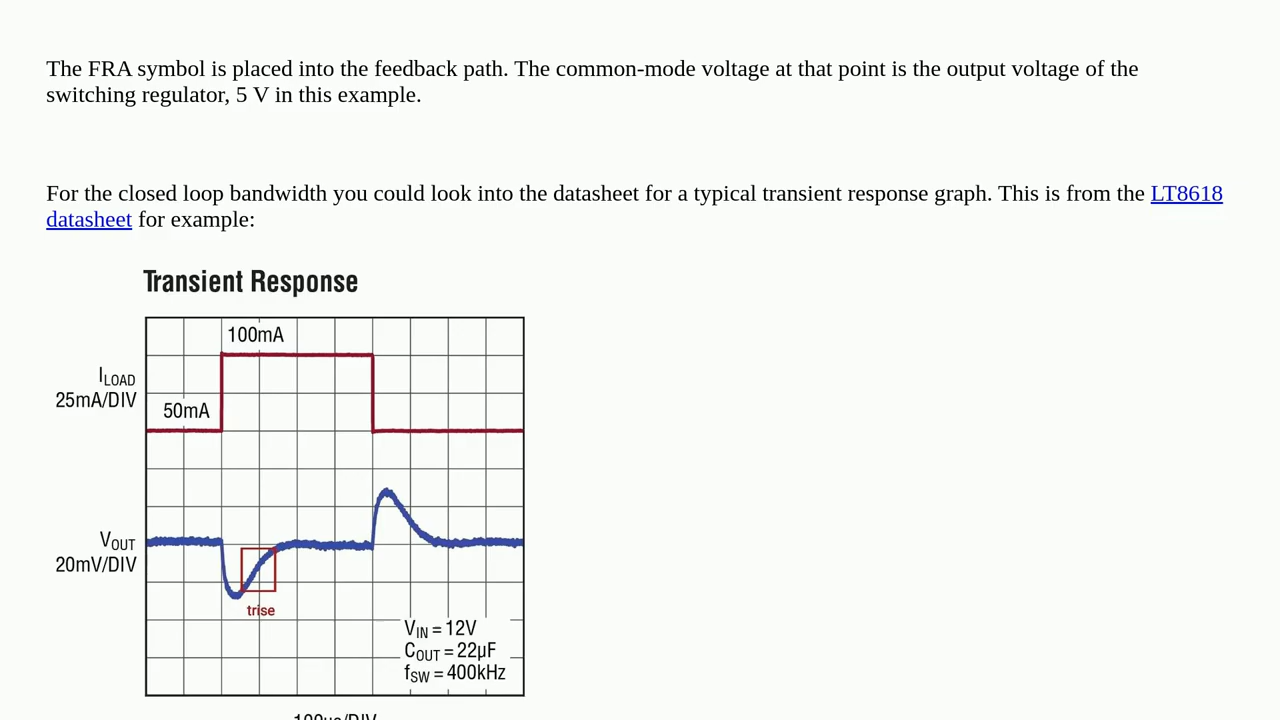 The FRA symbol is placed into the feedback path. The common-mode voltage at that point is the output voltage of the
switching regulator, 5 V in this example.
For the closed loop bandwidth you could look into the datasheet for a typical transient response graph. This is from the LT8618
datasheet for example:
Transient Response
100mA
ILOAD
25mA/DIV
50mA
VOUT
20mV/DIV
trise
VIN = 12V
COUT = 22µF
fSW = 400kHz